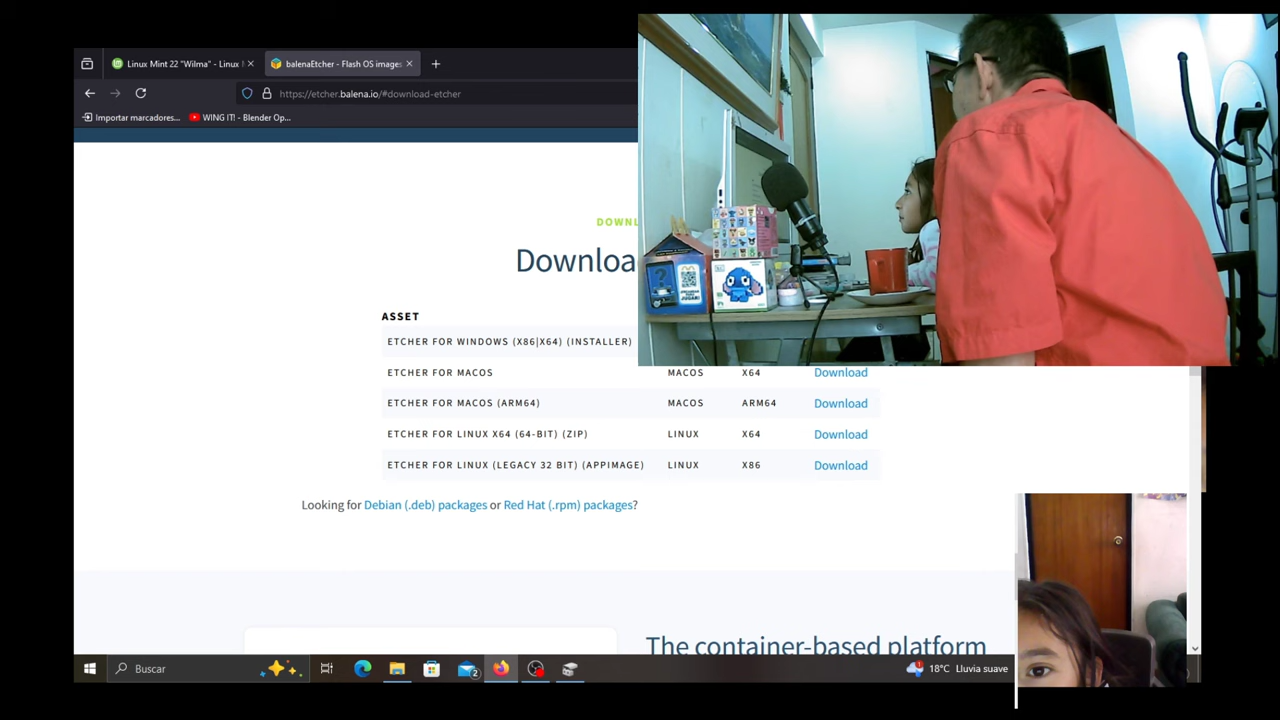 Linux Mint 22 "Wilma" - Linux
balenaEtcher - Flash OS images
https://etcher.balena.io/#download-etcher
Importar marcadores...
WING IT! - Blender Op...
DOWNL
Downloa
ASSET
ETCHER FOR WINDOWS (X86|X64) (INSTALLER)
ETCHER FOR MACOS MACOS X64 Download
ETCHER FOR MACOS (ARM64) MACOS ARM64 Download
ETCHER FOR LINUX X64 (64-BIT) (ZIP) LINUX X64 Download
ETCHER FOR LINUX (LEGACY 32 BIT) (APPIMAGE) LINUX X86 Download
Looking for Debian (.deb) packages or Red Hat (.rpm) packages?
The container-based platform
Buscar
2
1
18°C Lluvia suave